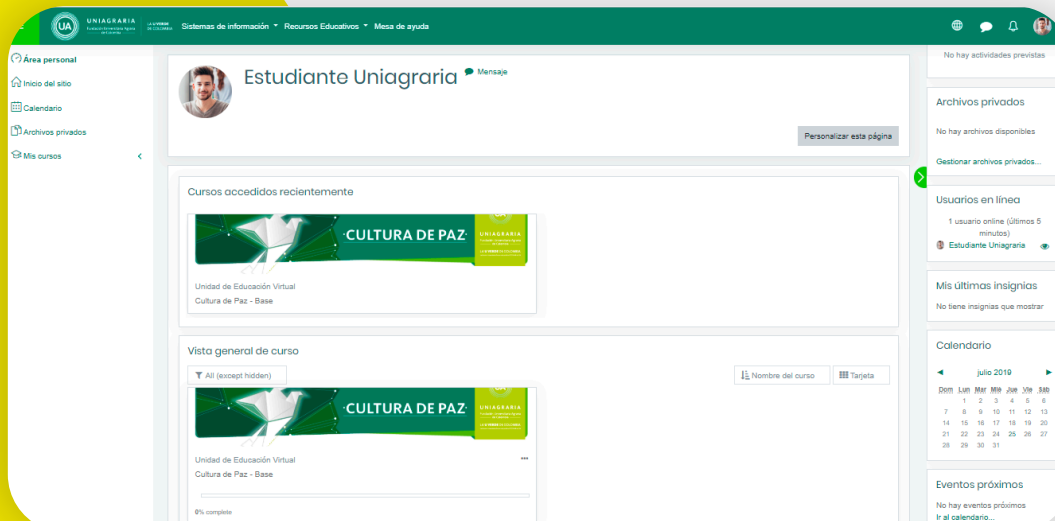 UA
UNIAGRARIA
Sistemas de información
Recursos Educativos
Mesa de ayuda
Área personal
Inicio del sitio
Calendario
Archivos privados
Mis cursos
Estudiante Uniagraria
Mensaje
Personalizar esta página
Cursos accedidos recientemente
·CULTURA DE PAZ·
UNIAGRARIA
Unidad de Educación Virtual
Cultura de Paz - Base
Vista general de curso
All (except hidden)
Nombre del curso
Tarjeta
·CULTURA DE PAZ·
UNIAGRARIA
Unidad de Educación Virtual
Cultura de Paz - Base
0% complete
No hay actividades previstas
Archivos privados
No hay archivos disponibles
Gestionar archivos privados...
Usuarios en línea
1 usuario online (últimos 5
minutos)
Estudiante Uniagraria
Mis últimas insignias
No tiene insignias que mostrar
Calendario
◄ julio 2019 ►
Dom Lun Mar Mié Jue Vie Sáb
1 2 3 4 5 6
7 8 9 10 11 12 13
14 15 16 17 18 19 20
21 22 23 24 25 26 27
28 29 30 31
Eventos próximos
No hay eventos próximos
Ir al calendario...